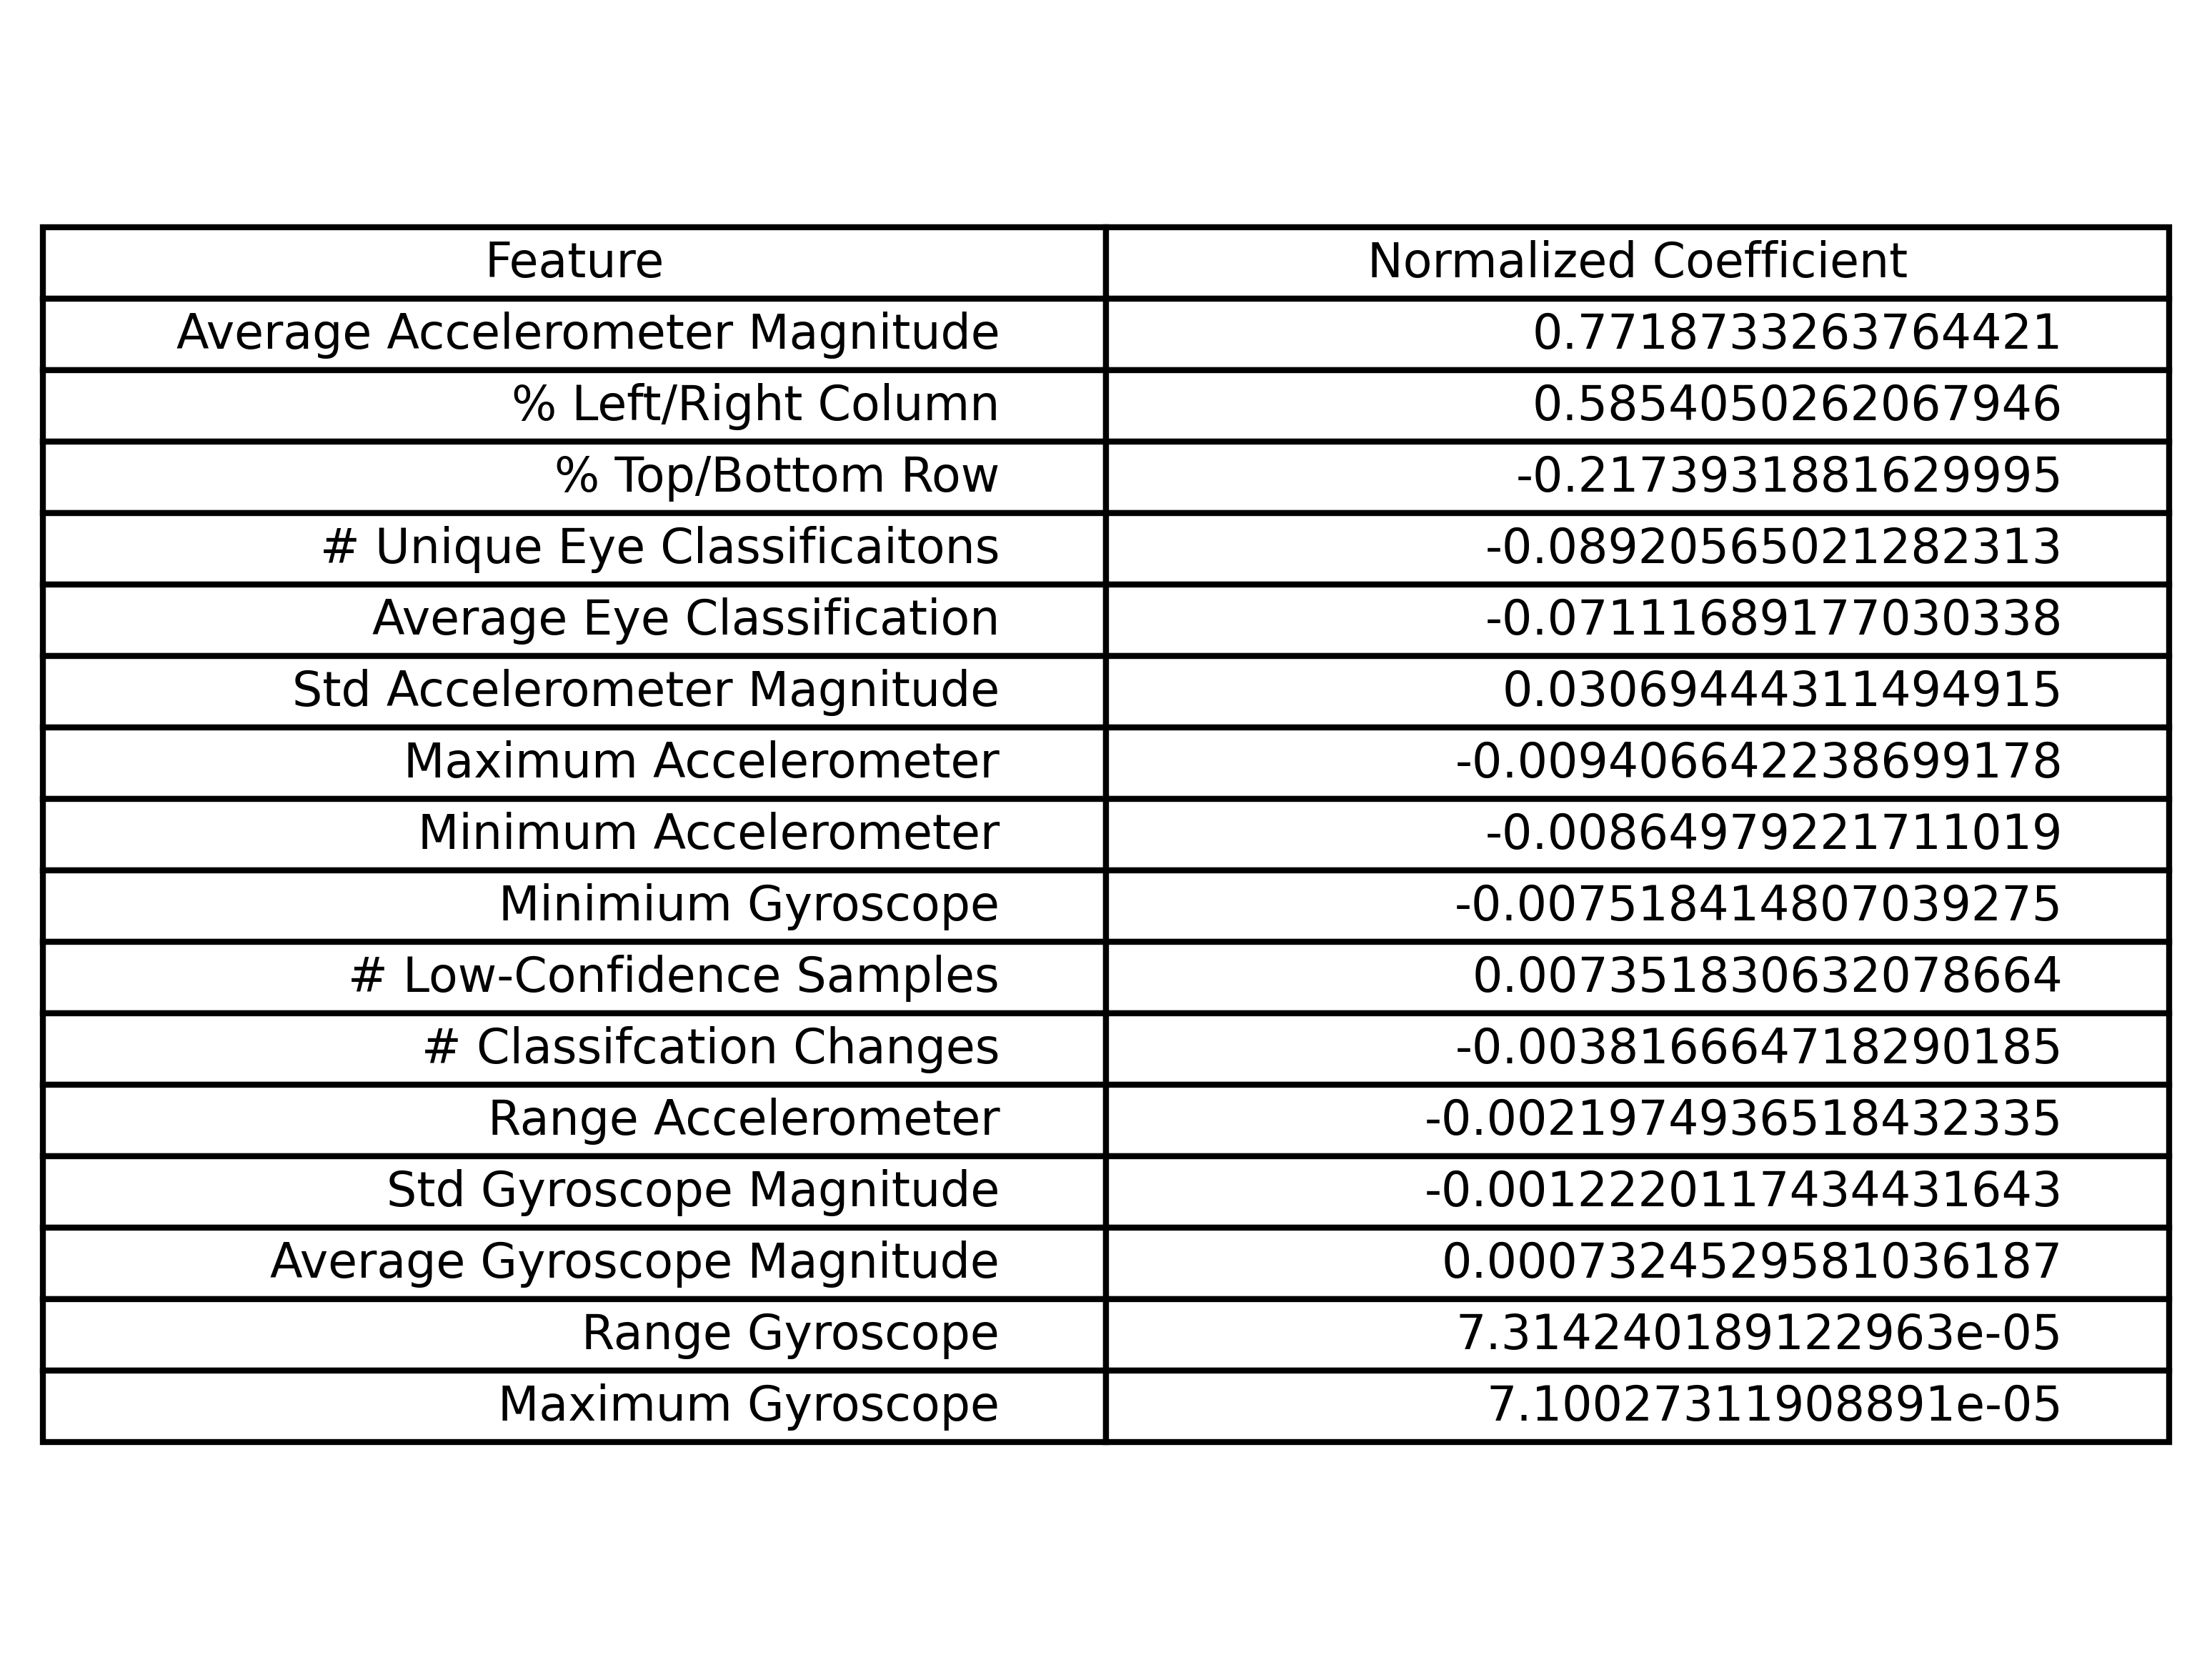 Feature Normalized Coefficient
Average Accelerometer Magnitude 0.7718733263764421
% Left/Right Column 0.5854050262067946
% Top/Bottom Row -0.2173931881629995
# Unique Eye Classificaitons -0.08920565021282313
Average Eye Classification -0.07111689177030338
Std Accelerometer Magnitude 0.03069444311494915
Maximum Accelerometer -0.009406642238699178
Minimum Accelerometer -0.00864979221711019
Minimium Gyroscope -0.007518414807039275
# Low-Confidence Samples 0.007351830632078664
# Classifcation Changes -0.003816664718290185
Range Accelerometer -0.0021974936518432335
Std Gyroscope Magnitude -0.0012220117434431643
Average Gyroscope Magnitude 0.0007324529581036187
Range Gyroscope 7.314240189122963e-05
Maximum Gyroscope 7.10027311908891e-05